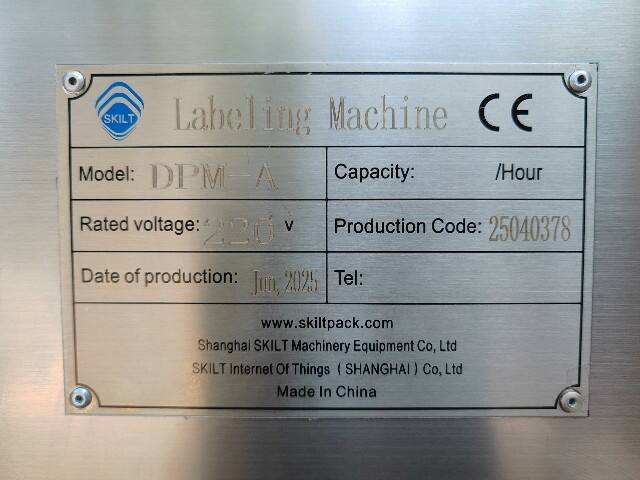 SKILT
Labeling Machine CE
Model: DPM-A
Capacity: /Hour
Rated voltage: 220 v
Production Code: 25040378
Date of production: Jun, 2025
Tel:
www.skiltpack.com
Shanghai SKILT Machinery Equipment Co, Ltd
SKILT Internet Of Things ( SHANGHAI ) Co, Ltd
Made In China